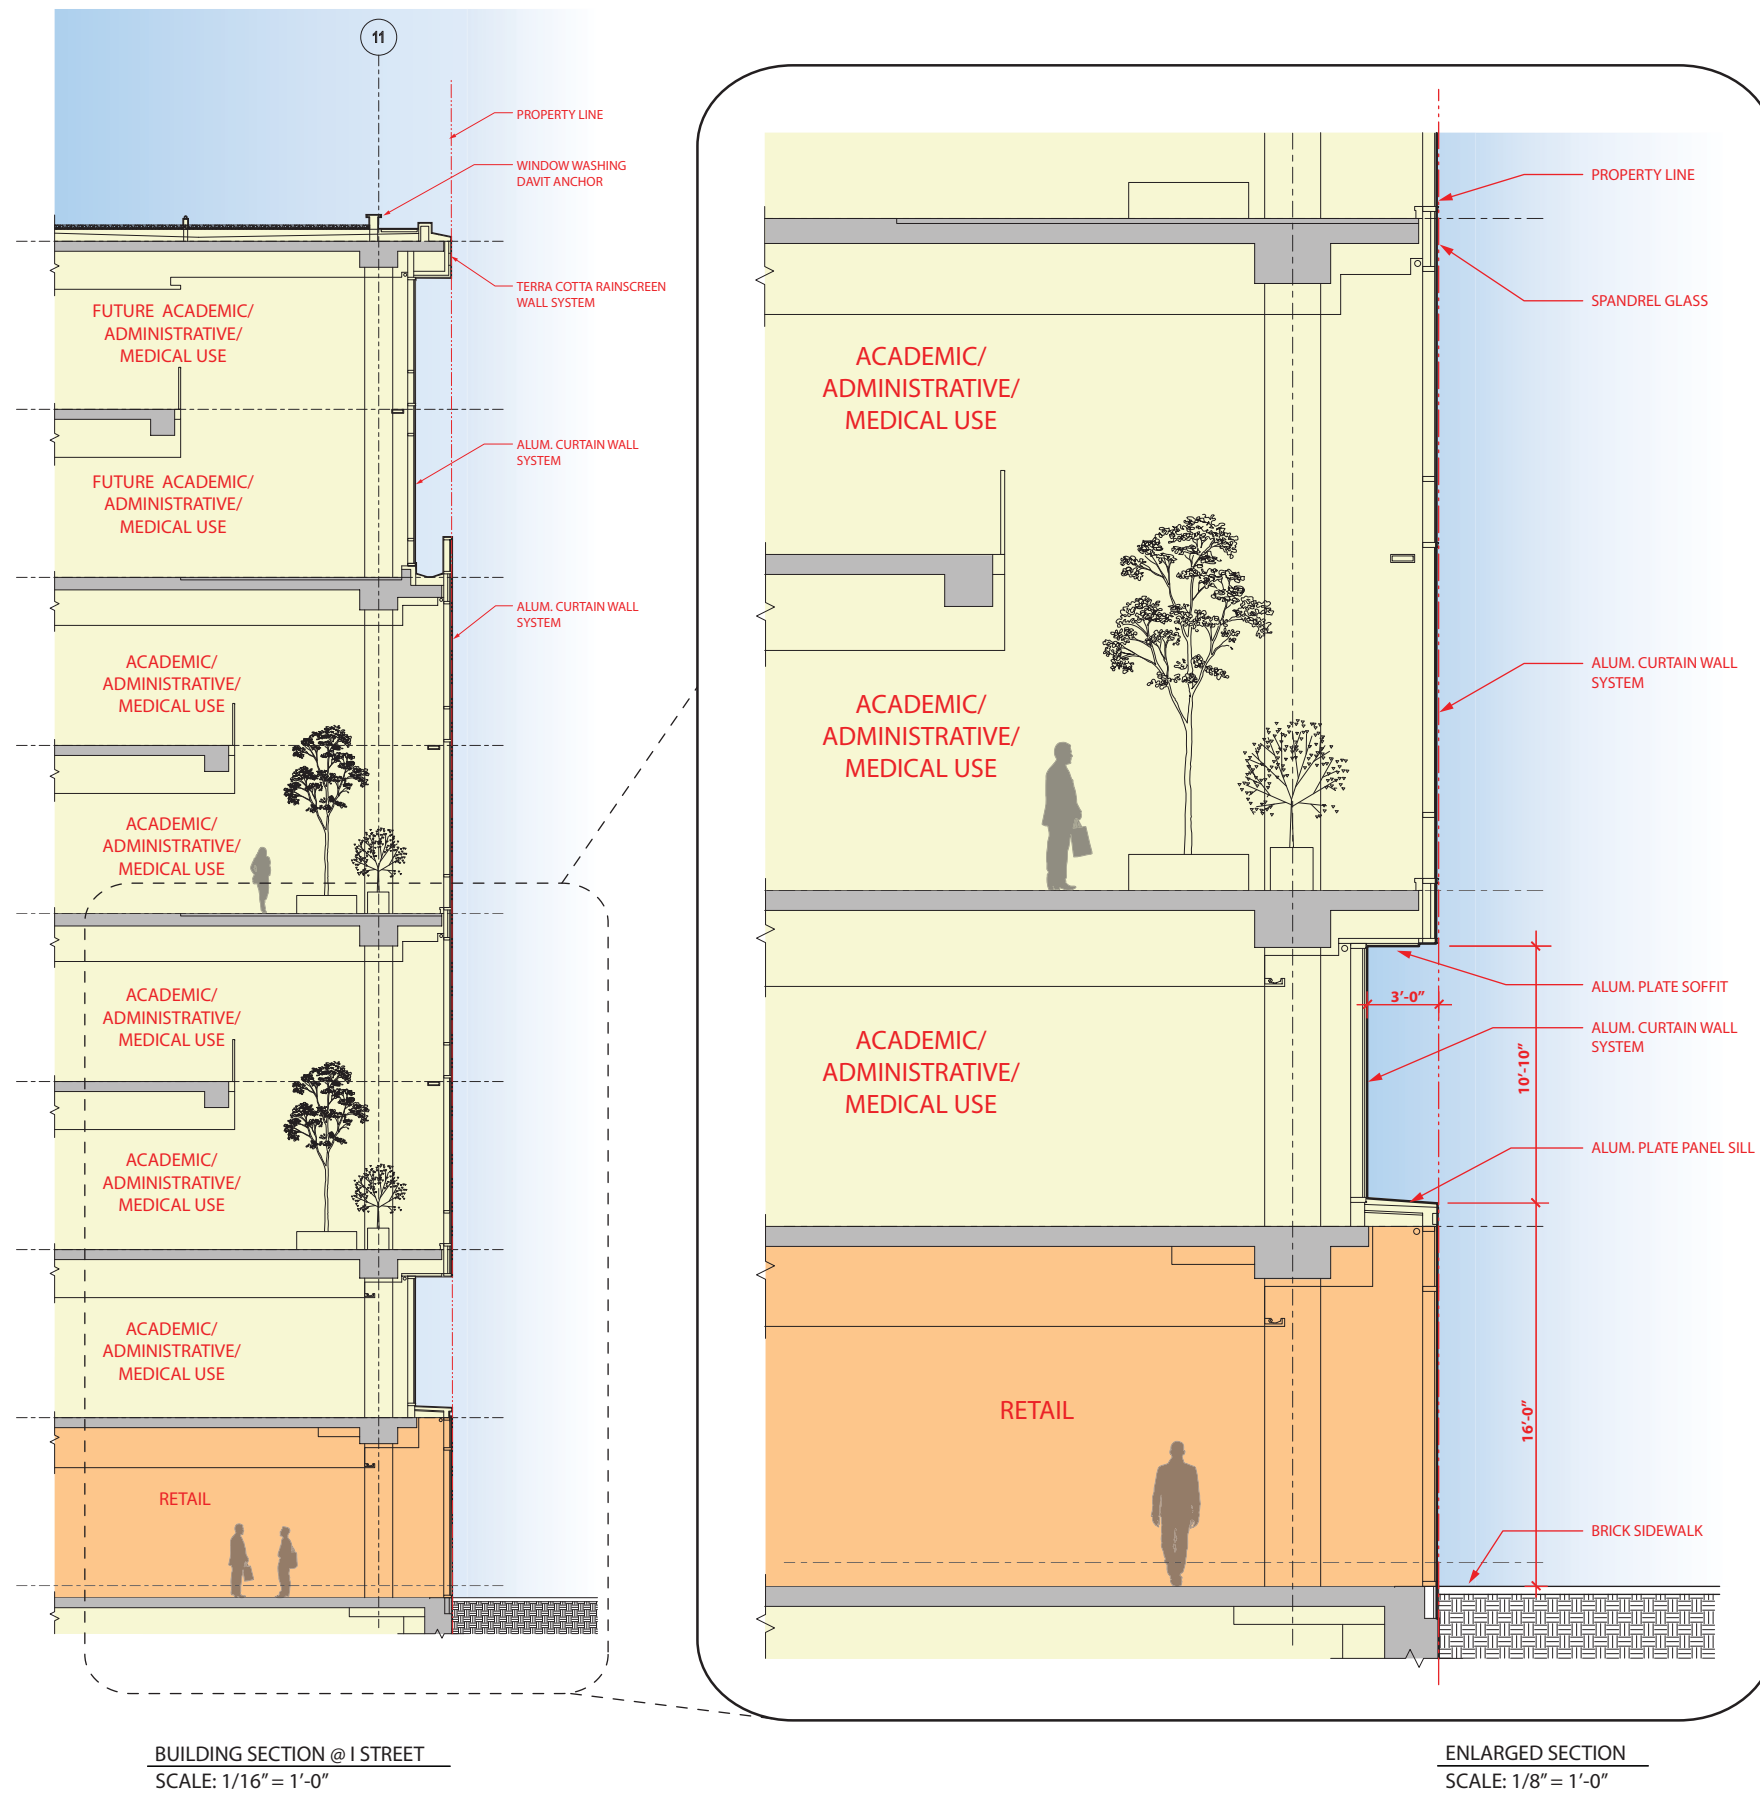 11
PROPERTY LINE
WINDOW WASHING
DAVIT ANCHOR
TERRA COTTA RAINSCREEN
WALL SYSTEM
FUTURE ACADEMIC/
ADMINISTRATIVE/
MEDICAL USE
ALUM. CURTAIN WALL
SYSTEM
FUTURE ACADEMIC/
ADMINISTRATIVE/
MEDICAL USE
ALUM. CURTAIN WALL
SYSTEM
ACADEMIC/
ADMINISTRATIVE/
MEDICAL USE
ACADEMIC/
ADMINISTRATIVE/
MEDICAL USE
ACADEMIC/
ADMINISTRATIVE/
MEDICAL USE
ACADEMIC/
ADMINISTRATIVE/
MEDICAL USE
ACADEMIC/
ADMINISTRATIVE/
MEDICAL USE
RETAIL
BUILDING SECTION @ I STREET
SCALE: 1/16” = 1’-0”
PROPERTY LINE
SPANDREL GLASS
ACADEMIC/
ADMINISTRATIVE/
MEDICAL USE
ALUM. CURTAIN WALL
SYSTEM
ACADEMIC/
ADMINISTRATIVE/
MEDICAL USE
ALUM. PLATE SOFFIT
3’-0”
ALUM. CURTAIN WALL
SYSTEM
10’-10”
ACADEMIC/
ADMINISTRATIVE/
MEDICAL USE
ALUM. PLATE PANEL SILL
RETAIL
16’-0”
BRICK SIDEWALK
ENLARGED SECTION
SCALE: 1/8” = 1’-0”